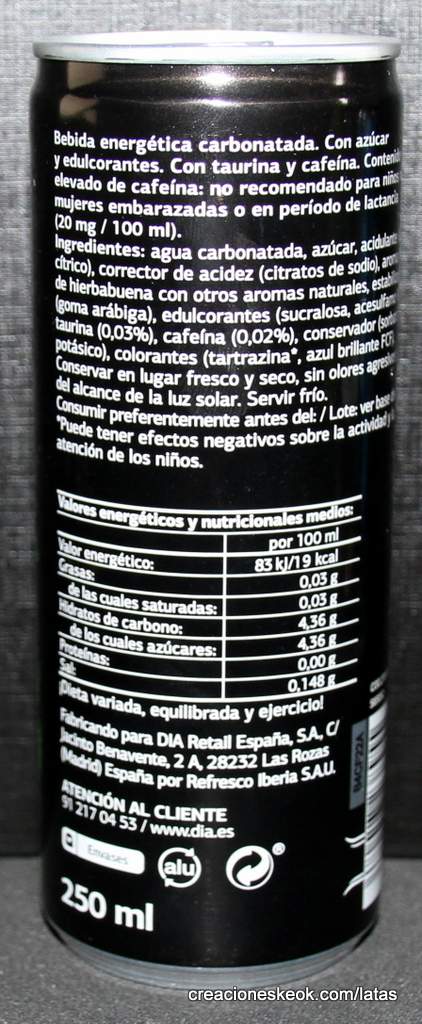 Bebida energética carbonatada. Con azúcar
y edulcorantes. Con taurina y cafeína. Contenid
elevado de cafeína: no recomendado para niños
mujeres embarazadas o en período de lactancia
(20 mg / 100 ml).
Ingredientes: agua carbonatada, azúcar, acidulante
cítrico), corrector de acidez (citratos de sodio), arom
de hierbabuena con otros aromas naturales, estabil
(goma arábiga), edulcorantes (sucralosa, acesulfamo
taurina (0,03%), cafeína (0,02%), conservador (sorba
potásico), colorantes (tartrazina*, azul brillante FCF)
Conservar en lugar fresco y seco, sin olores agresiv
del alcance de la luz solar. Servir frío.
Consumir preferentemente antes del: / Lote: ver base
*Puede tener efectos negativos sobre la actividad y
atención de los niños.
Valores energéticos y nutricionales medios:
por 100 ml
Valor energético: 83 kJ/19 kcal
Grasas: 0,03 g
de las cuales saturadas: 0,03 g
Hidratos de carbono: 4,36 g
de los cuales azúcares: 4,36 g
Proteínas: 0,00 g
Sal: 0,148 g
¡Dieta variada, equilibrada y ejercicio!
Fabricando para DIA Retail España, S.A., C/
Jacinto Benavente, 2 A, 28232 Las Rozas
(Madrid) España por Refresco Iberia S.A.U.
ATENCIÓN AL CLIENTE
91 217 04 53 / www.dia.es
Envases
alu
®
B4CF22A
250 ml
creacioneskeok.com/latas